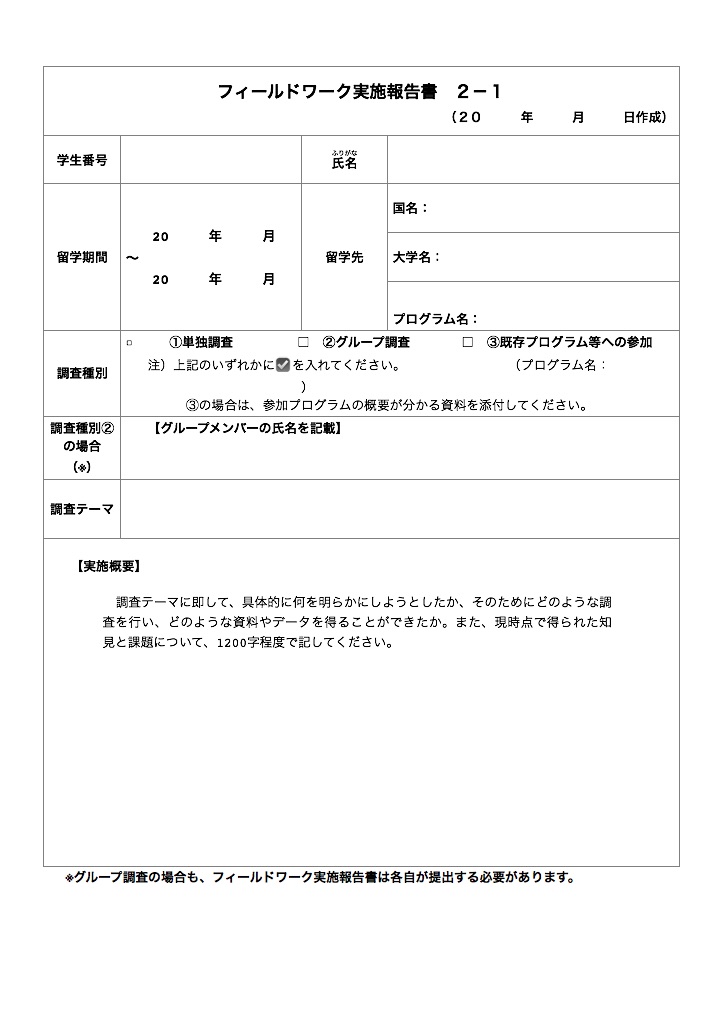 フィールドワーク実施報告書　２－１
（２０　　　年　　　月　　　日作成）
学生番号
ふりがな
氏名
留学期間
20　　　年　　　月
～
20　　　年　　　月
留学先
国名：
大学名：
プログラム名：
調査種別
□　①単独調査　　　□　②グループ調査　　　□　③既存プログラム等への参加
注）上記のいずれかに☑を入れてください。　　　（プログラム名：
）
③の場合は、参加プログラムの概要が分かる資料を添付してください。
調査種別②
の場合
（※）
【グループメンバーの氏名を記載】
調査テーマ
【実施概要】
調査テーマに即して、具体的に何を明らかにしようとしたか、そのためにどのような調
査を行い、どのような資料やデータを得ることができたか。また、現時点で得られた知
見と課題について、1200字程度で記してください。
※グループ調査の場合も、フィールドワーク実施報告書は各自が提出する必要があります。